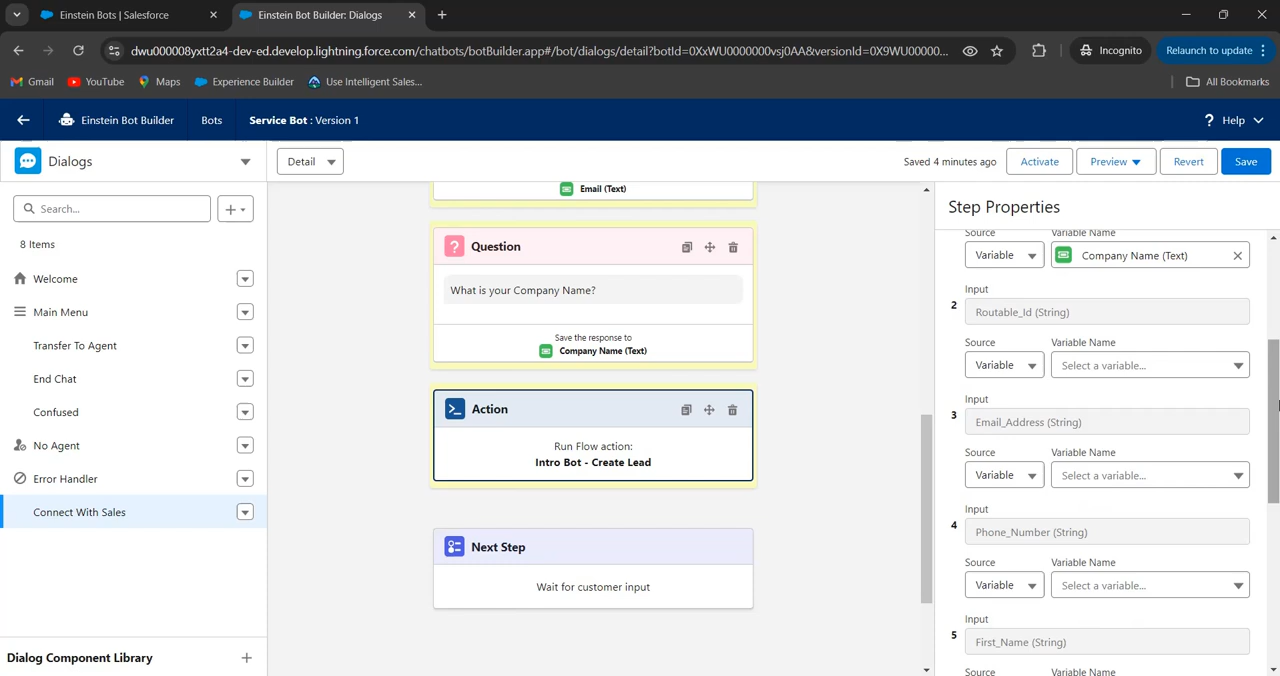 Einstein Bots | Salesforce
Einstein Bot Builder: Dialogs
dwu000008yxtt2a4-dev-ed.develop.lightning.force.com/chatbots/botBuilder.app#/bot/dialogs/detail?botId=0XxWU0000000vsj0AA&versionId=0X9WU00000...
Incognito
Relaunch to update
Gmail
YouTube
Maps
Experience Builder
Use Intelligent Sales...
All Bookmarks
Einstein Bot Builder
Bots
Service Bot : Version 1
? Help
Dialogs
Detail
Saved 4 minutes ago
Activate
Preview
Revert
Save
Search...
8 Items
Welcome
Main Menu
Transfer To Agent
End Chat
Confused
No Agent
Error Handler
Connect With Sales
Dialog Component Library
Email (Text)
? Question
What is your Company Name?
Save the response to
Company Name (Text)
Action
Run Flow action:
Intro Bot - Create Lead
Next Step
Wait for customer input
Step Properties
Source Variable Name
Variable Company Name (Text)
Input
2 Routable_Id (String)
Source Variable Name
Variable Select a variable...
Input
3 Email_Address (String)
Source Variable Name
Variable Select a variable...
Input
4 Phone_Number (String)
Source Variable Name
Variable Select a variable...
Input
5 First_Name (String)
Source Variable Name